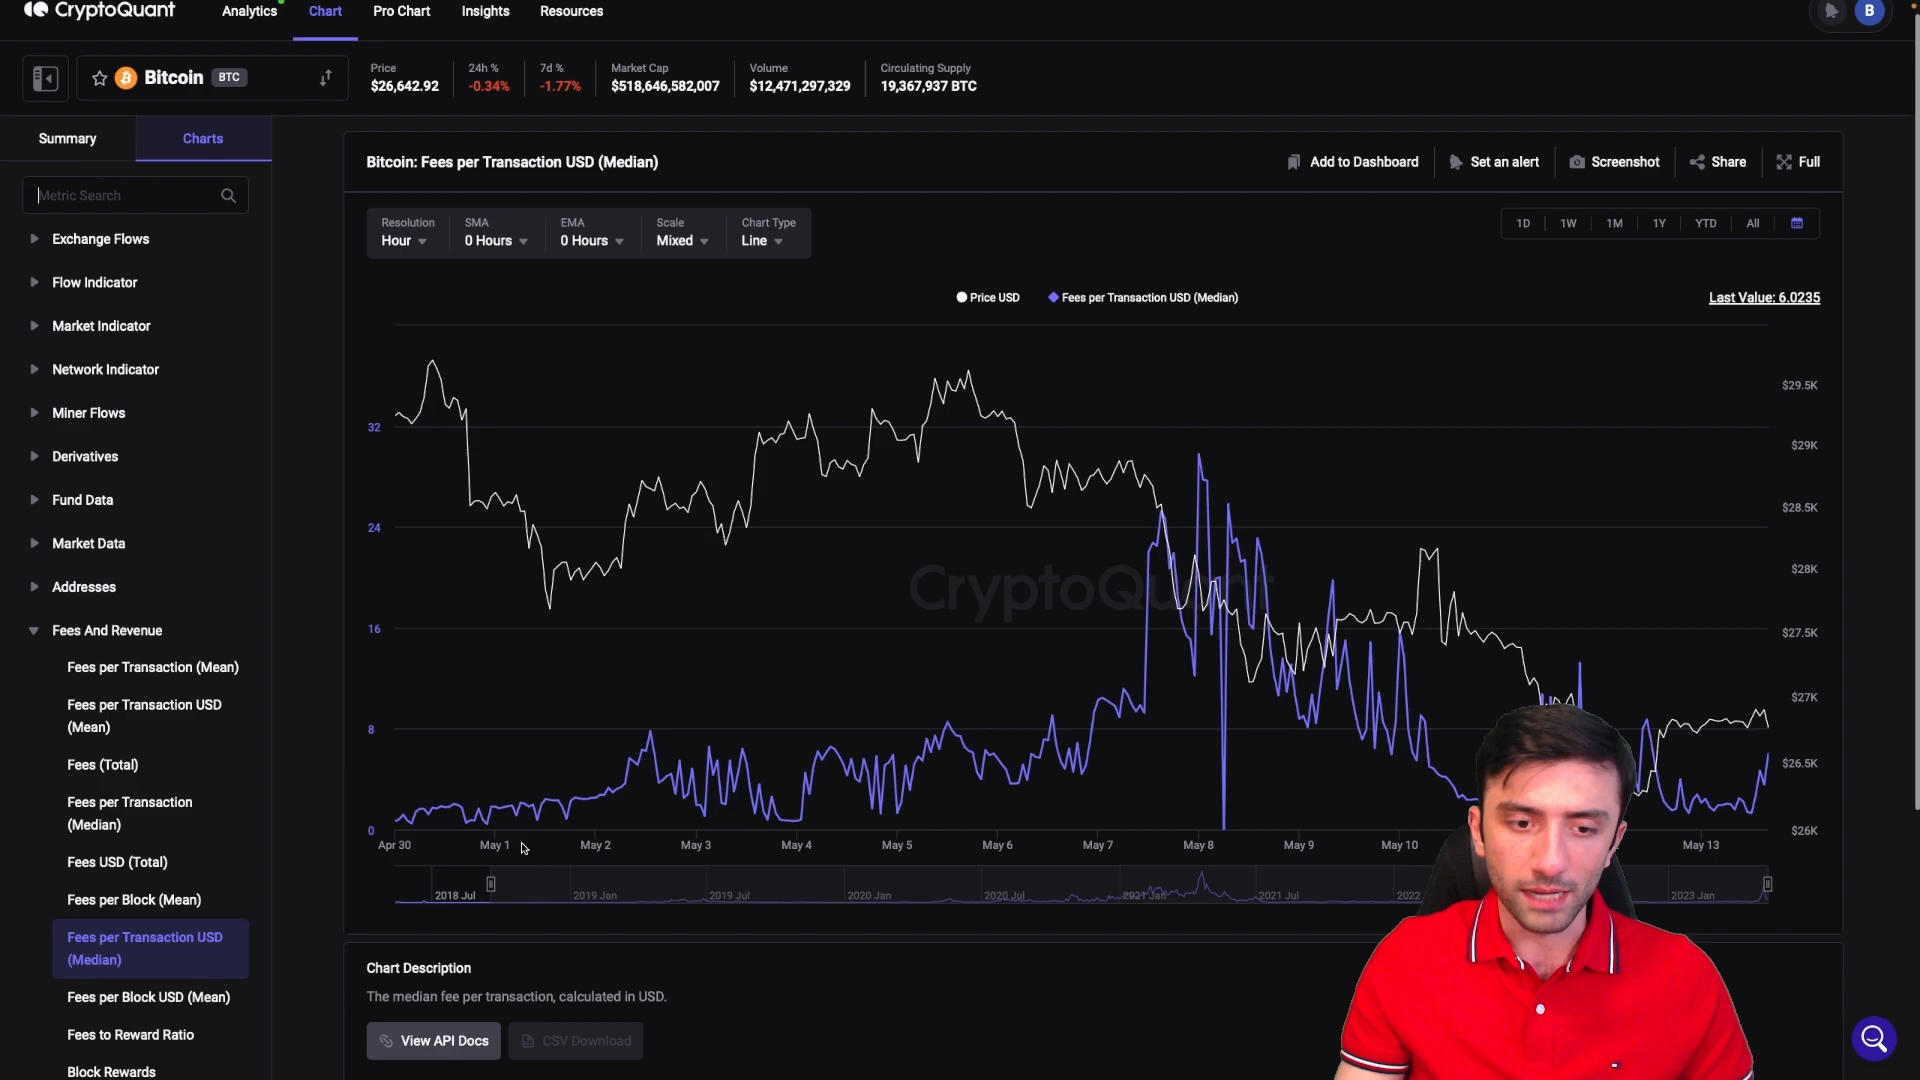 CryptoQuant
Analytics
Chart
Pro Chart
Insights
Resources
B
Bitcoin BTC
Price
$26,642.92
24h %
-0.34%
7d %
-1.77%
Market Cap
$518,646,582,007
Volume
$12,471,297,329
Circulating Supply
19,367,937 BTC
Summary
Charts
Metric Search
Exchange Flows
Flow Indicator
Market Indicator
Network Indicator
Miner Flows
Derivatives
Fund Data
Market Data
Addresses
Fees And Revenue
Fees per Transaction (Mean)
Fees per Transaction USD
(Mean)
Fees (Total)
Fees per Transaction
(Median)
Fees USD (Total)
Fees per Block (Mean)
Fees per Transaction USD
(Median)
Fees per Block USD (Mean)
Fees to Reward Ratio
Block Rewards
Bitcoin: Fees per Transaction USD (Median)
Add to Dashboard
Set an alert
Screenshot
Share
Full
Resolution
Hour
SMA
0 Hours
EMA
0 Hours
Scale
Mixed
Chart Type
Line
1D
1W
1M
1Y
YTD
All
Price USD
Fees per Transaction USD (Median)
Last Value: 6.0235
32
24
16
8
0
$29.5K
$29K
$28.5K
$28K
$27.5K
$27K
$26.5K
$26K
CryptoQuant
Apr 30
May 1
May 2
May 3
May 4
May 5
May 6
May 7
May 8
May 9
May 10
May 13
2018 Jul
2019 Jan
2019 Jul
2020 Jan
2020 Jul
2021 Jan
2021 Jul
2022
2023 Jan
Chart Description
The median fee per transaction, calculated in USD.
View API Docs
CSV Download